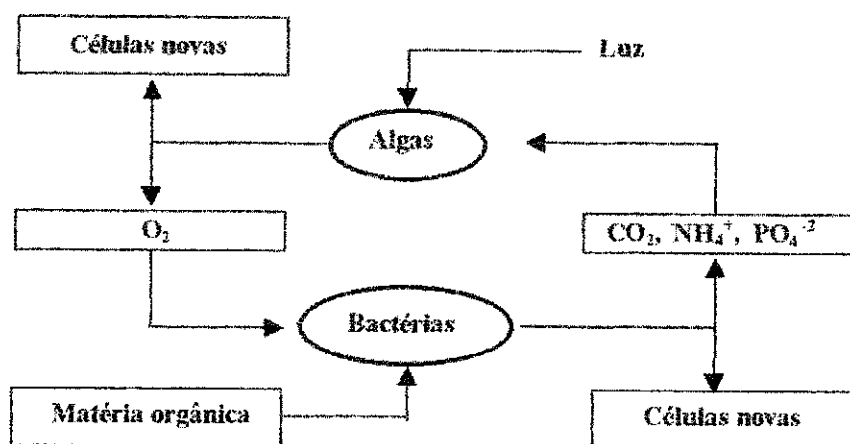 Células novas
Luz
Algas
O₂
CO₂, NH₄⁺, PO₄⁻²
Bactérias
Matéria orgânica
Células novas